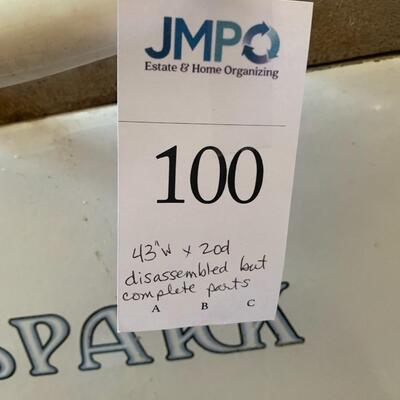 JMPO
Estate & Home Organizing
100
43"W x 20d
disassembled but
complete parts
A B C
SPARK